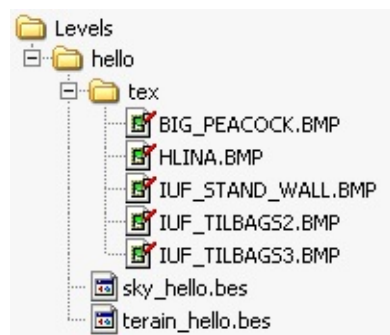 Levels
hello
tex
BIG_PEACOCK.BMP
HLINA.BMP
IUF_STAND_WALL.BMP
IUF_TILBAGS2.BMP
IUF_TILBAGS3.BMP
sky_hello.bes
terain_hello.bes